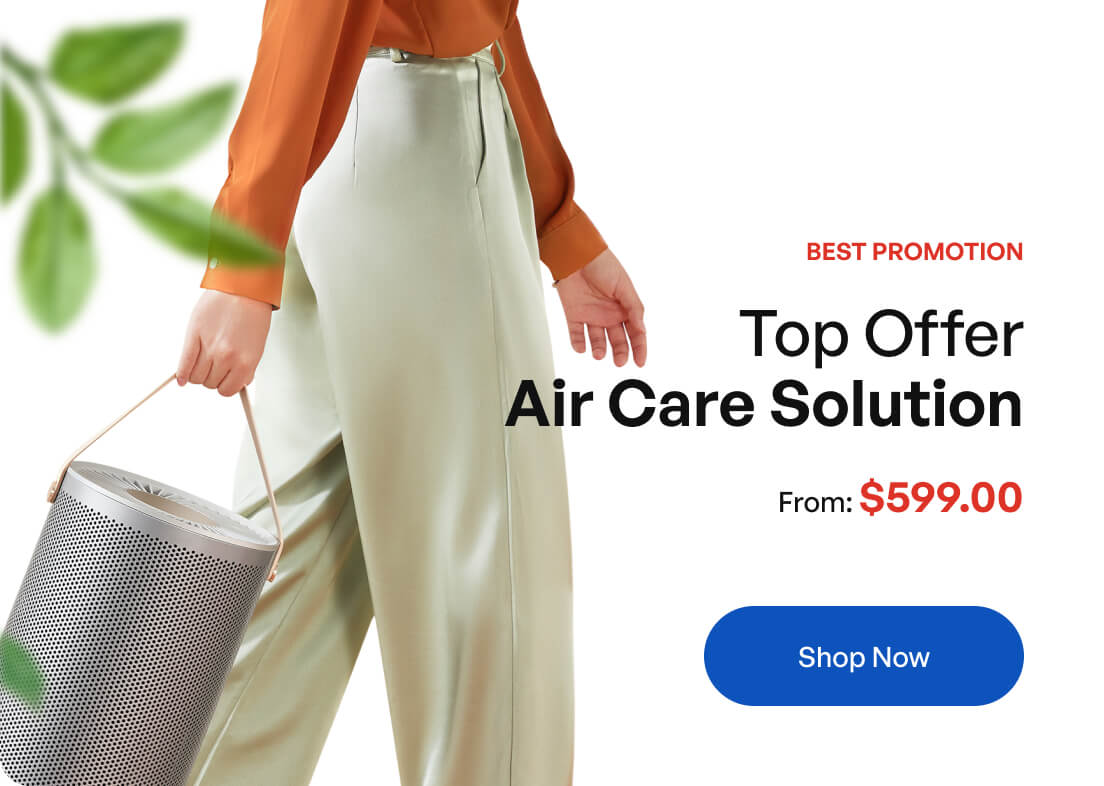 BEST PROMOTION
Top Offer
Air Care Solution
From: $599.00
Shop Now